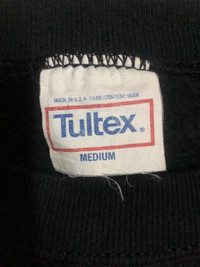 MADE IN U.S.A. CARE/CONTENT OVER
Tultex®
MEDIUM